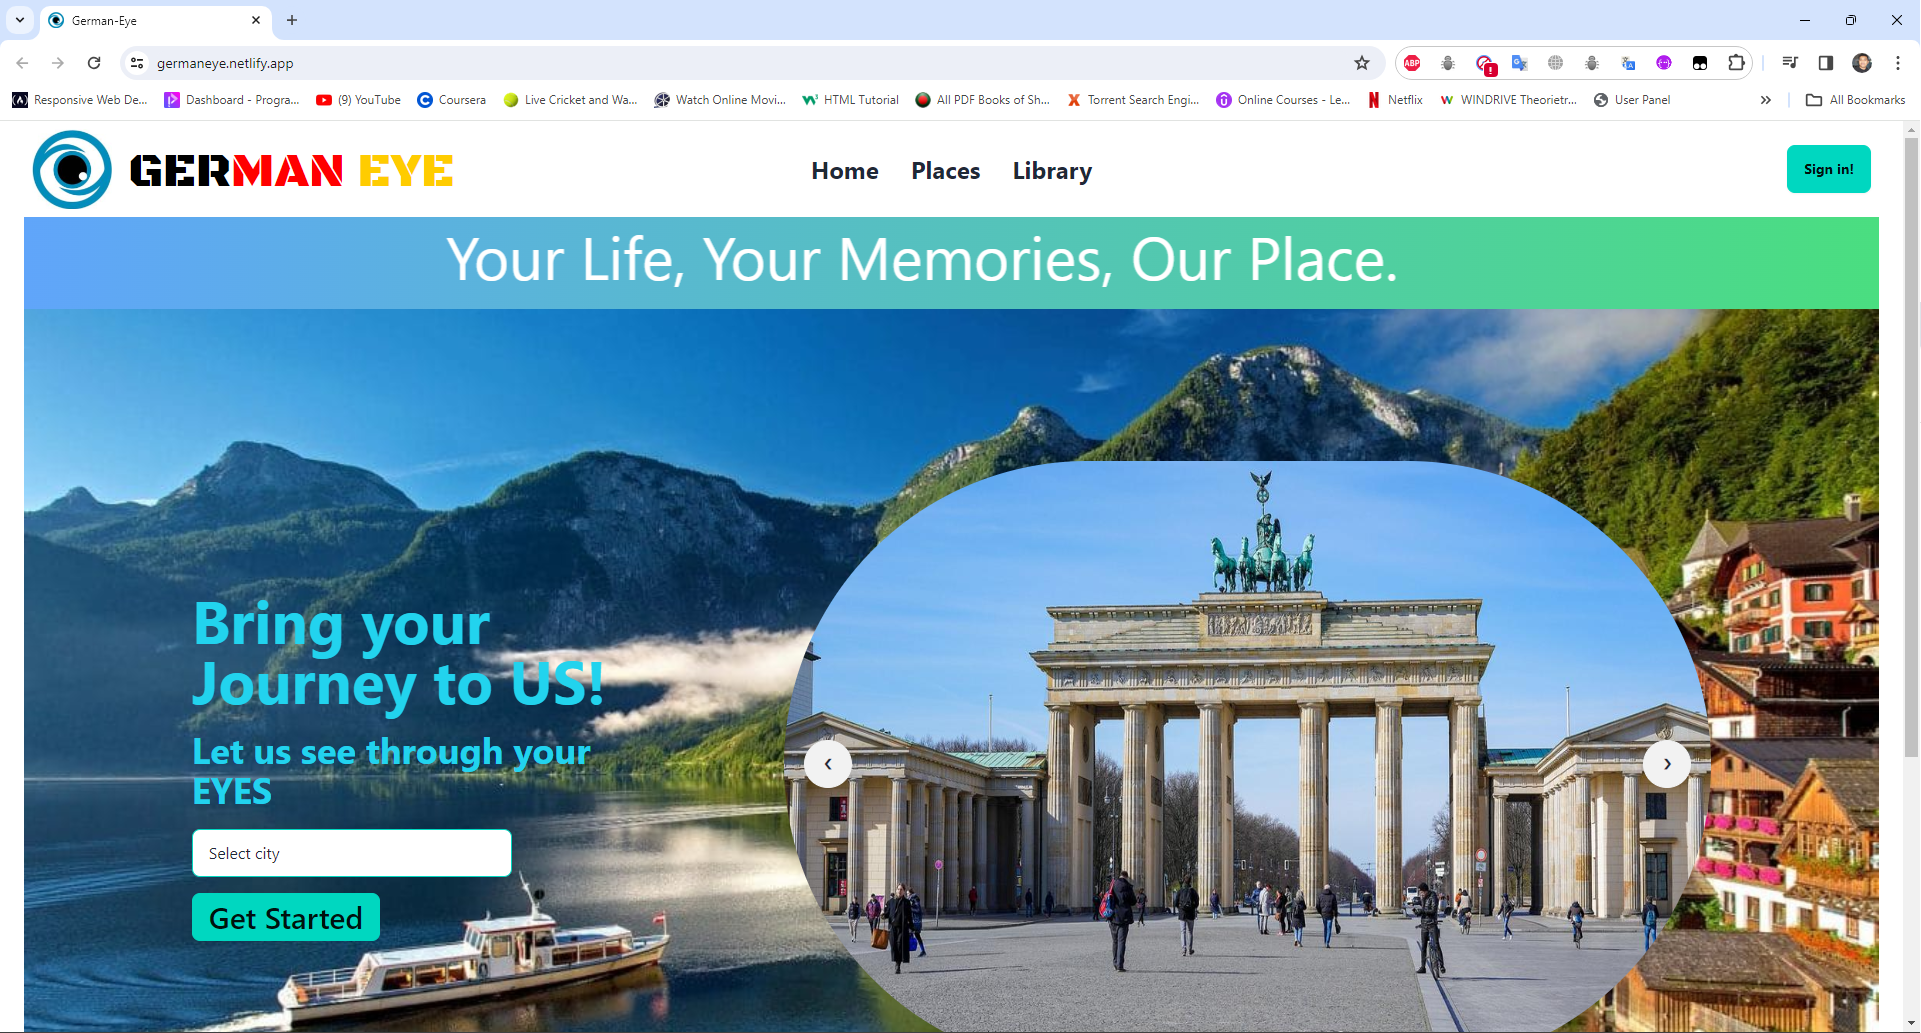 German-Eye
germaneye.netlify.app
ABP
Responsive Web De...
Dashboard - Progra...
(9) YouTube
Coursera
Live Cricket and Wa...
Watch Online Movi...
HTML Tutorial
All PDF Books of Sh...
Torrent Search Engi...
Online Courses - Le...
Netflix
WINDRIVE Theorietr...
User Panel
All Bookmarks
GERMAN EYE
Home
Places
Library
Sign in!
Your Life, Your Memories, Our Place.
Bring your
Journey to US!
Let us see through your
EYES
Select city
Get Started